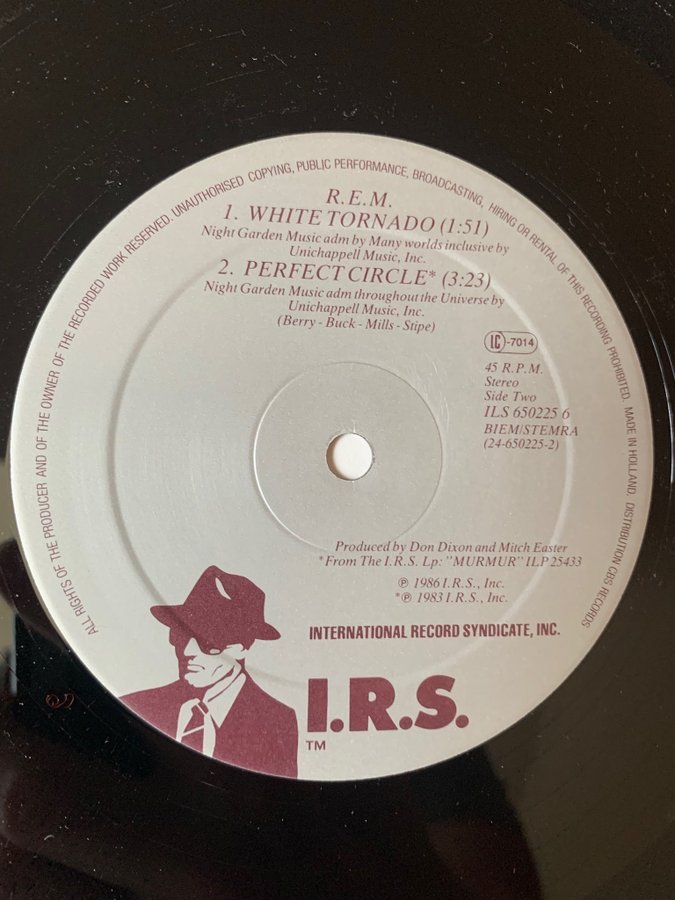 ALL RIGHTS OF THE PRODUCER AND OF THE OWNER OF THE RECORDED WORK RESERVED. UNAUTHORISED COPYING, PUBLIC PERFORMANCE, BROADCASTING, HIRING OR RENTAL OF THIS RECORDING PROHIBITED. MADE IN HOLLAND. DISTRIBUTION CBS RECORDS.
R.E.M.
1. WHITE TORNADO (1:51)
Night Garden Music adm by Many worlds inclusive by
Unichappell Music, Inc.
2. PERFECT CIRCLE* (3:23)
Night Garden Music adm throughout the Universe by
Unichappell Music, Inc.
(Berry - Buck - Mills - Stipe)
LC-7014
45 R.P.M.
Stereo
Side Two
ILS 650225 6
BIEM/STEMRA
(24-650225-2)
Produced by Don Dixon and Mitch Easter
*From The I.R.S. Lp: "MURMUR" ILP 25433
℗ 1986 I.R.S., Inc.
*℗ 1983 I.R.S., Inc.
INTERNATIONAL RECORD SYNDICATE, INC.
I.R.S.
TM